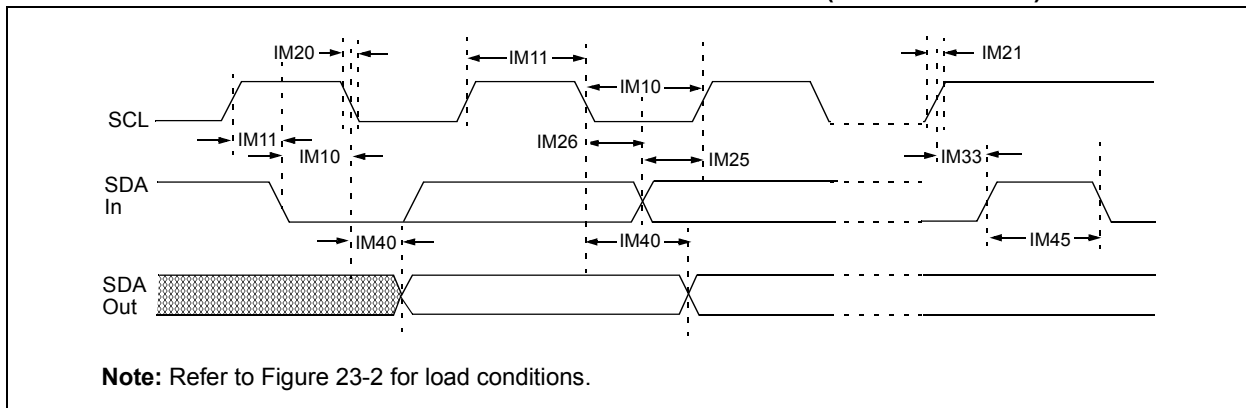 IM20
IM11
IM10
IM21
SCL
IM11
IM10
IM26
IM25
IM33
SDA
In
IM40
IM40
IM45
SDA
Out
Note: Refer to Figure 23-2 for load conditions.